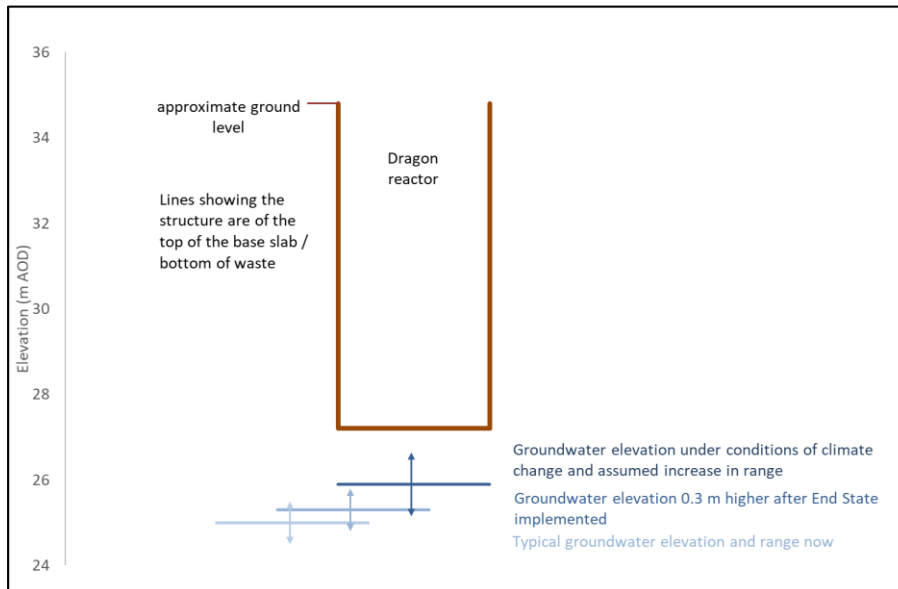 36
34
32
30
28
26
24
Elevation (m AOD)
approximate ground
level
Dragon
reactor
Lines showing the
structure are of the
top of the base slab /
bottom of waste
Groundwater elevation under conditions of climate
change and assumed increase in range
Groundwater elevation 0.3 m higher after End State
implemented
Typical groundwater elevation and range now